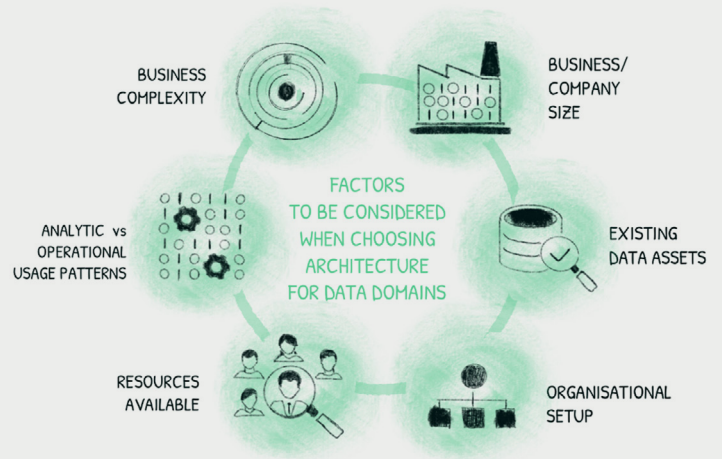 BUSINESS
COMPLEXITY
BUSINESS/
COMPANY
SIZE
FACTORS
TO BE CONSIDERED
WHEN CHOOSING
ARCHITECTURE
FOR DATA DOMAINS
ANALYTIC vs
OPERATIONAL
USAGE PATTERNS
EXISTING
DATA ASSETS
RESOURCES
AVAILABLE
ORGANISATIONAL
SETUP